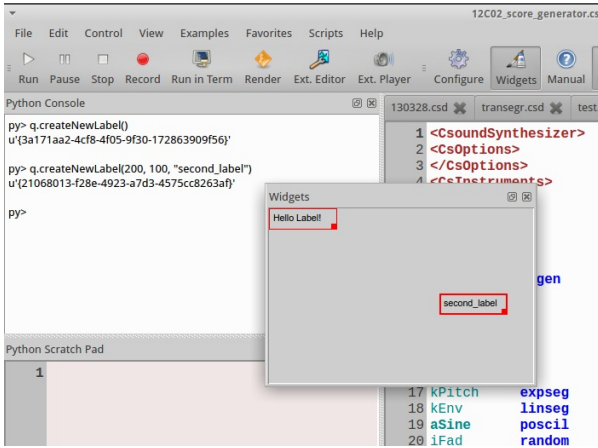 12C02_score_generator.cs
File Edit Control View Examples Favorites Scripts Help
Run Pause Stop Record Run in Term Render Ext. Editor Ext. Player Configure Widgets Manual
Python Console
py> q.createNewLabel()
u'{3a171aa2-4cf8-4f05-9f30-172863909f56}'
py> q.createNewLabel(200, 100, "second_label")
u'{21068013-f28e-4923-a7d3-4575cc8263af}'
py>
130328.csd transegr.csd test
1 <CsoundSynthesizer>
2 <CsOptions>
3 </CsOptions>
4 <CsInstruments>
Widgets
Hello Label!
second_label
gen
Python Scratch Pad
1
17 kPitch expseg
18 kEnv linseg
19 aSine poscil
20 iFad random